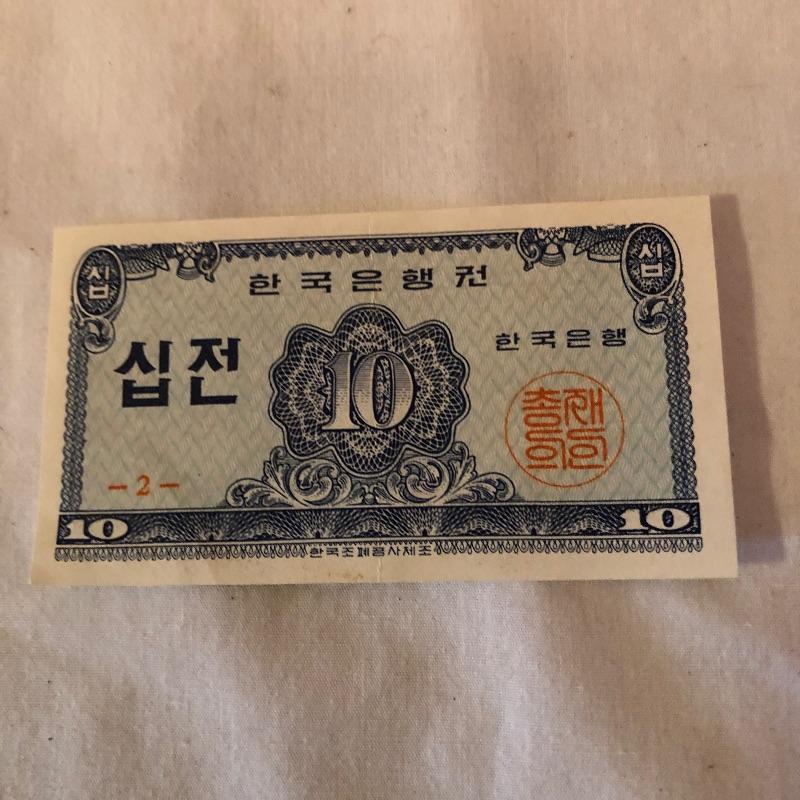 십 십
한국은행권
한국은행
십전
10
총재의인
— 2 —
10 10
한국조폐공사제조